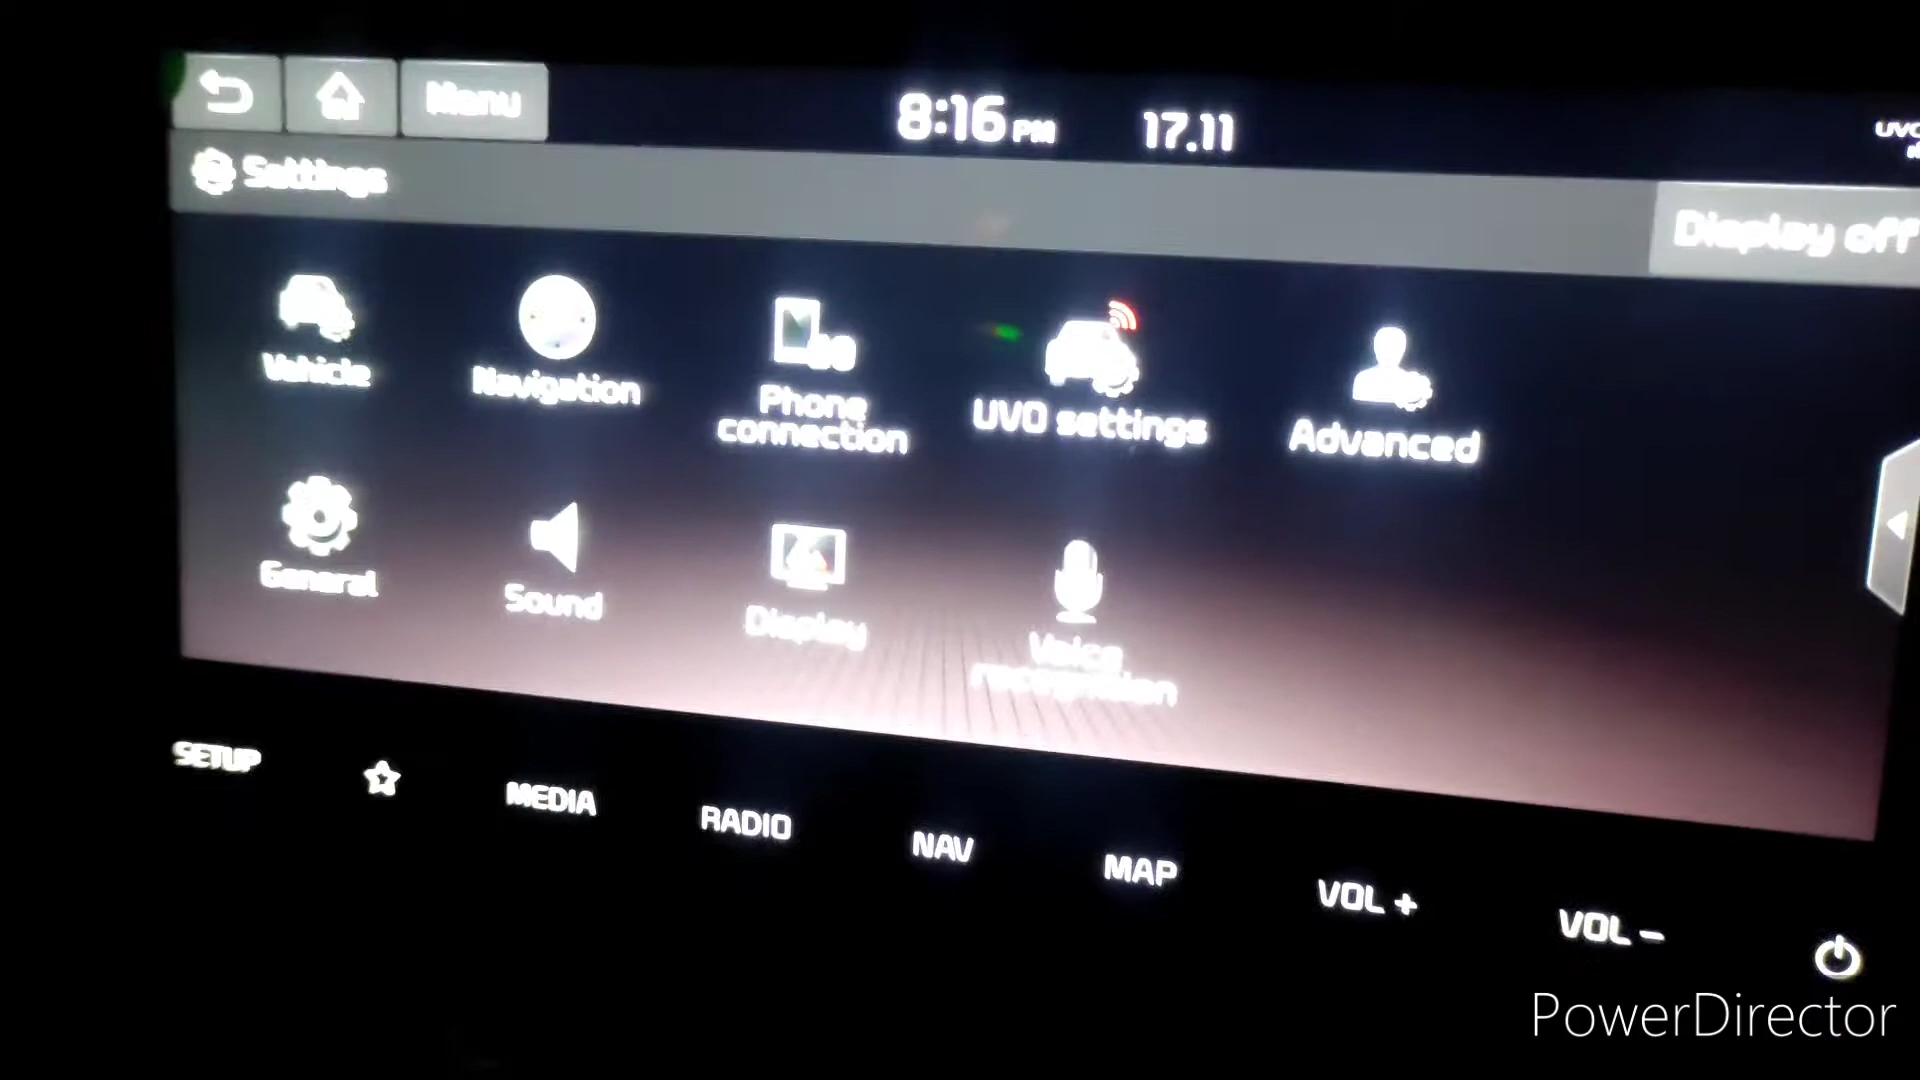 Menu
8:16 PM
17.11
UVO
Settings
Display off
Vehicle
Navigation
Phone
connection
UVO settings
Advanced
General
Sound
Display
Voice
recognition
SETUP
MEDIA
RADIO
NAV
MAP
VOL +
VOL -
PowerDirector